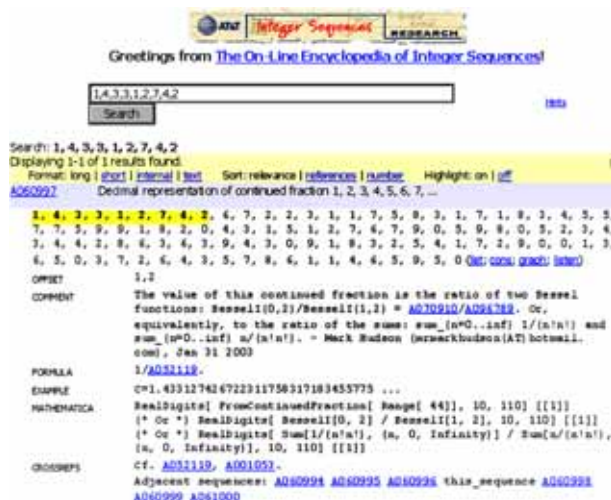 AT&T Integer Sequences RESEARCH
Greetings from The On-Line Encyclopedia of Integer Sequences!
1,4,3,3,1,2,7,4,2
Search
Hints
Search: 1, 4, 3, 3, 1, 2, 7, 4, 2
Displaying 1-1 of 1 results found.
Format: long | short | internal | text Sort: relevance | references | number Highlight: on | off
A060997 Decimal representation of continued fraction 1, 2, 3, 4, 5, 6, 7, ...
1, 4, 3, 3, 1, 2, 7, 4, 2, 6, 7, 2, 2, 3, 1, 1, 7, 5, 8, 3, 1, 7, 1, 8, 3, 4, 5, 5
7, 7, 5, 9, 9, 1, 8, 2, 0, 4, 3, 1, 5, 1, 2, 7, 6, 7, 9, 0, 5, 9, 8, 0, 5, 2, 3, 4
3, 4, 4, 2, 8, 6, 3, 6, 3, 9, 4, 3, 0, 9, 1, 8, 3, 2, 5, 4, 1, 7, 2, 9, 0, 0, 1, 3
6, 5, 0, 3, 7, 2, 6, 4, 3, 5, 7, 8, 6, 1, 1, 4, 6, 5, 9, 5, 0 (list; cons; graph; listen)
OFFSET 1,2
COMMENT The value of this continued fraction is the ratio of two Bessel
functions: BesselI(0,2)/BesselI(1,2) = A070910/A096789. Or,
equivalently, to the ratio of the sums: sum_(n=0..inf) 1/(n!n!) and
sum_(n=0..inf) n/(n!n!). - Mark Hudson (mrmarkhudson(AT)hotmail.
com), Jan 31 2003
FORMULA 1/A052119.
EXAMPLE C=1.433127426722311758317183455775 ...
MATHEMATICA RealDigits[ FromContinuedFraction[ Range[ 44]], 10, 110] [[1]]
(* Or *) RealDigits[ BesselI[0, 2] / BesselI[1, 2], 10, 110] [[1]]
(* Or *) RealDigits[ Sum[1/(n!n!), {n, 0, Infinity}] / Sum[n/(n!n!),
{n, 0, Infinity}], 10, 110] [[1]]
CROSSREFS Cf. A052119, A001053.
Adjacent sequences: A060994 A060995 A060996 this_sequence A060998
A060999 A061000